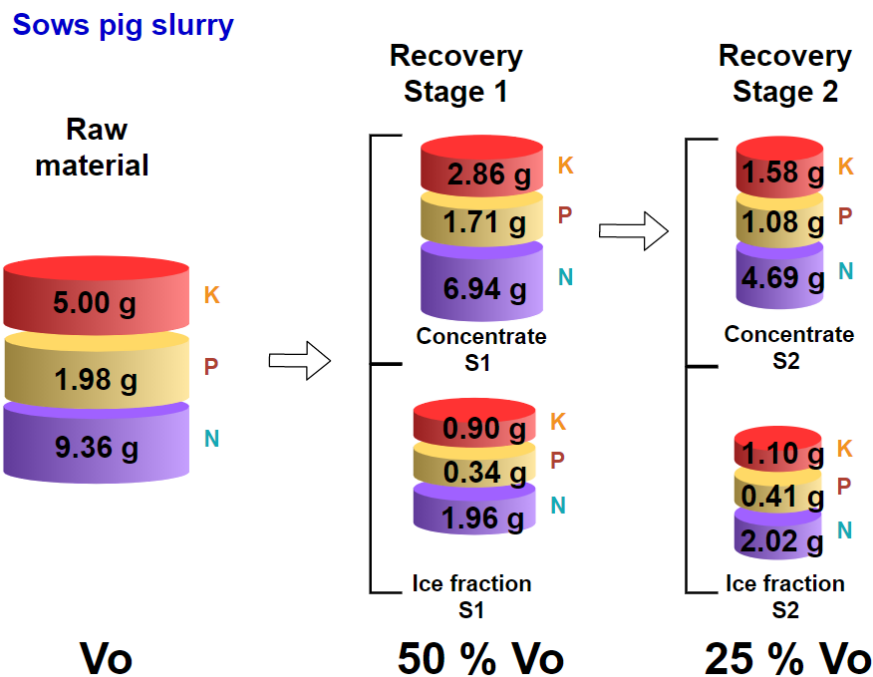 Sows pig slurry
Raw
material
5.00 g K
1.98 g P
9.36 g N
Vo
Recovery
Stage 1
2.86 g K
1.71 g P
6.94 g N
Concentrate
S1
0.90 g K
0.34 g P
1.96 g N
Ice fraction
S1
50 % Vo
Recovery
Stage 2
1.58 g K
1.08 g P
4.69 g N
Concentrate
S2
1.10 g K
0.41 g P
2.02 g N
Ice fraction
S2
25 % Vo